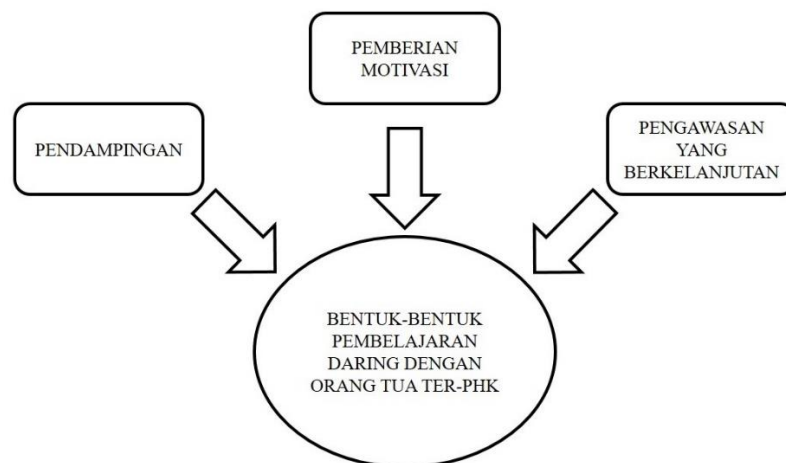 PEMBERIAN
MOTIVASI
PENDAMPINGAN
PENGAWASAN
YANG
BERKELANJUTAN
BENTUK-BENTUK
PEMBELAJARAN
DARING DENGAN
ORANG TUA TER-PHK